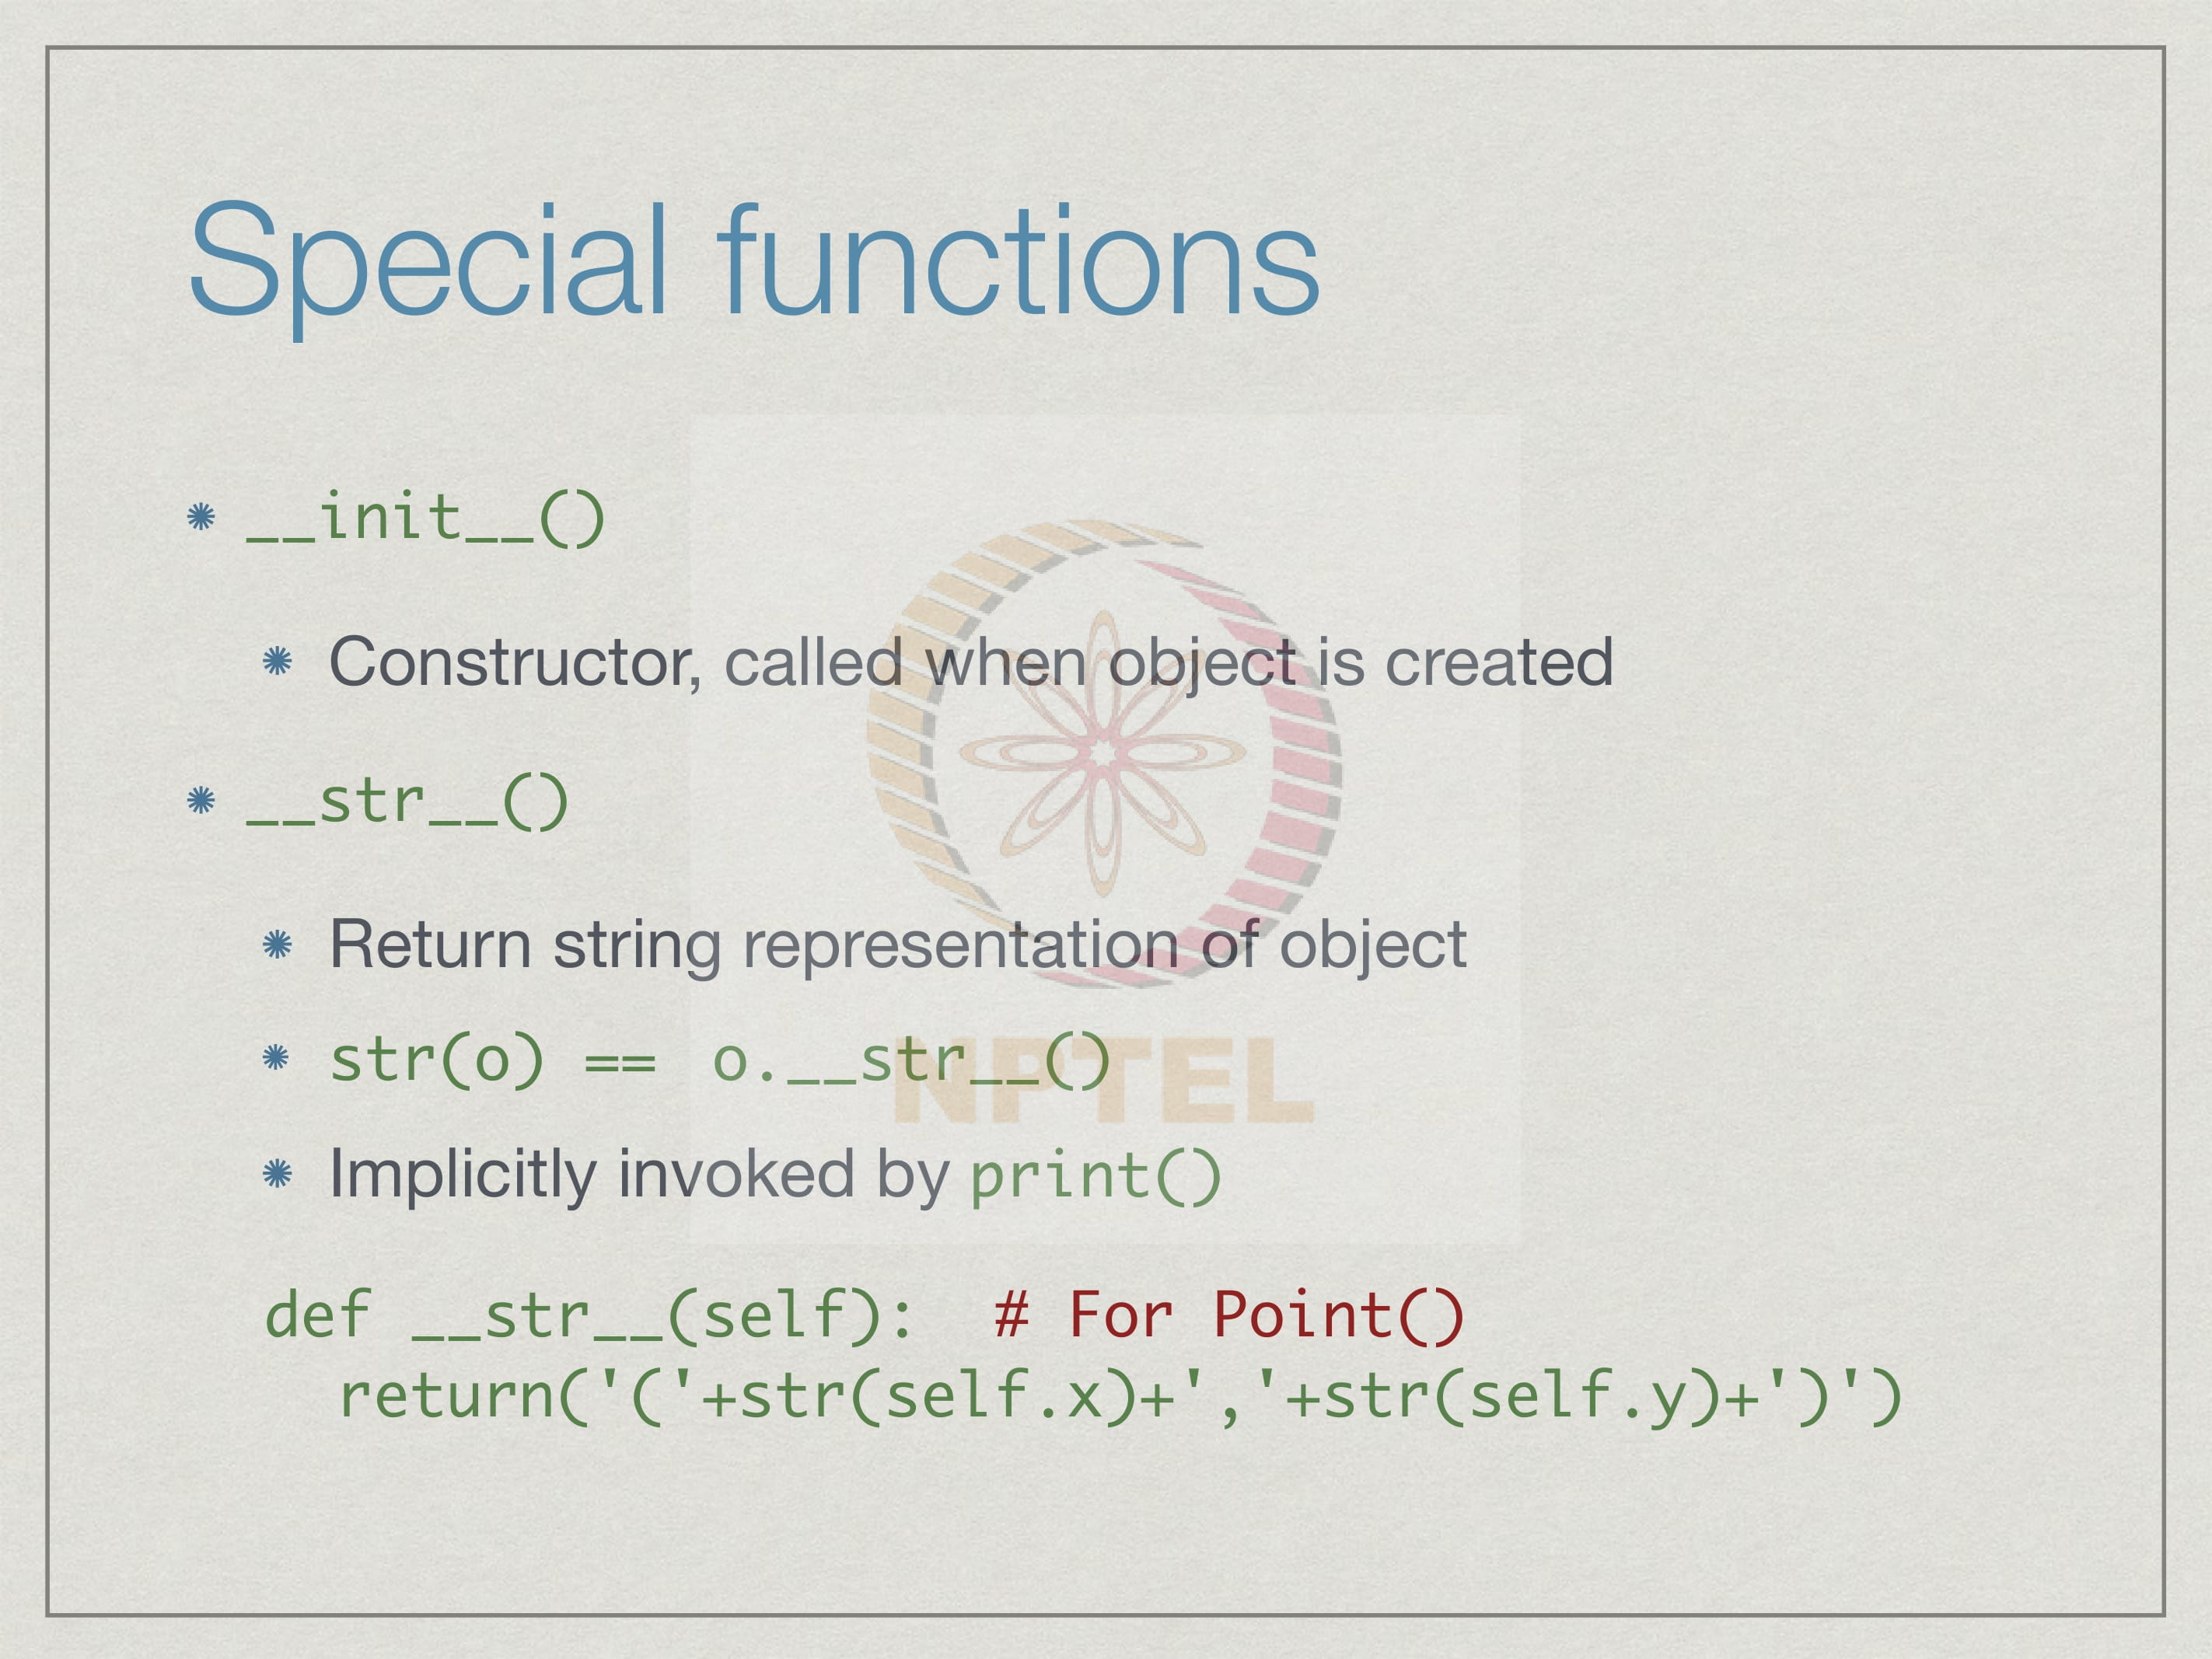 Special functions
__init__()
Constructor, called when object is created
__str__()
Return string representation of object
str(o) == o.__str__()
Implicitly invoked by print()
NPTEL
def __str__(self):  # For Point()
return('('+str(self.x)+','+str(self.y)+')')